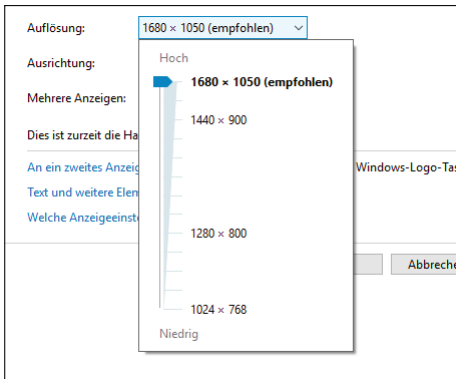 Auflösung: 1680 × 1050 (empfohlen)
Hoch
Ausrichtung:
1680 × 1050 (empfohlen)
Mehrere Anzeigen:
1440 × 900
Dies ist zurzeit die Ha
An ein zweites Anzeig Windows-Logo-Tas
Text und weitere Elem
Welche Anzeigeeinste
1280 × 800
Abbreche
1024 × 768
Niedrig